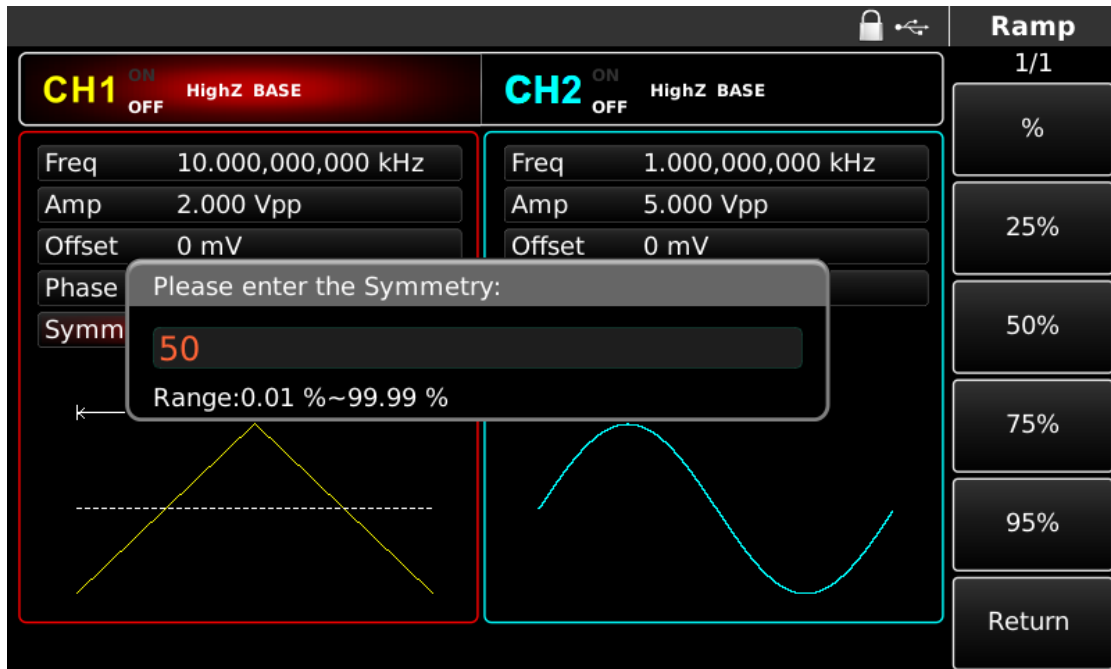 Ramp
1/1
CH1 ON OFF HighZ BASE
CH2 ON OFF HighZ BASE
Freq 10.000,000,000 kHz
Amp 2.000 Vpp
Offset 0 mV
Phase
Symm
Freq 1.000,000,000 kHz
Amp 5.000 Vpp
Offset 0 mV
Please enter the Symmetry:
50
Range:0.01 %~99.99 %
%
25%
50%
75%
95%
Return